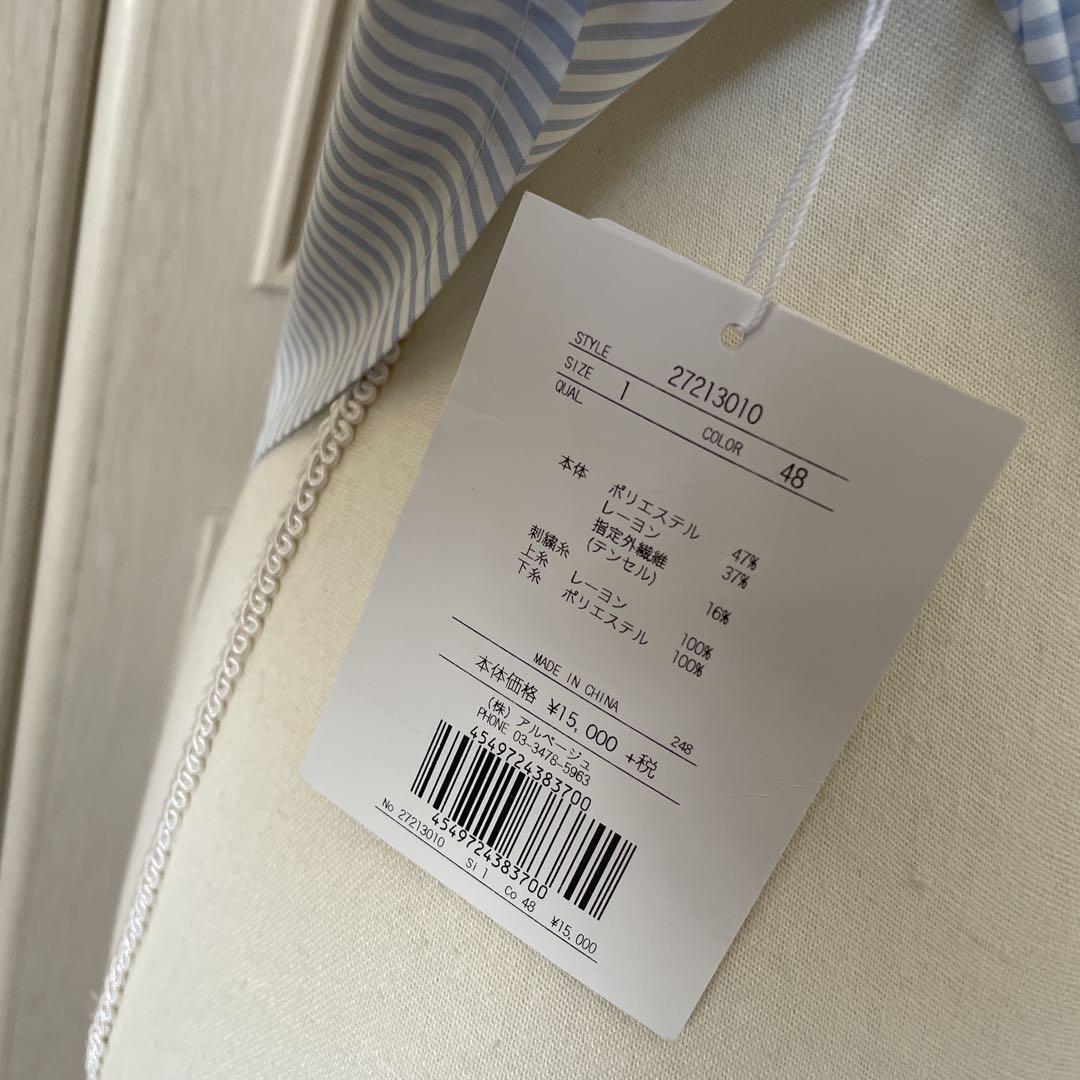 STYLE 27213010
SIZE 1 COLOR 48
QUAL.
本体 ポリエステル 47%
レーヨン 37%
指定外繊維
(テンセル) 16%
刺繍糸
上糸 レーヨン 100%
下糸 ポリエステル 100%
MADE IN CHINA 248
本体価格 ¥15,000 +税
(株) アルページュ
PHONE 03-3478-5963
4549724383700
4549724383700
No 27213010 Si 1 Co 48 ¥15,000